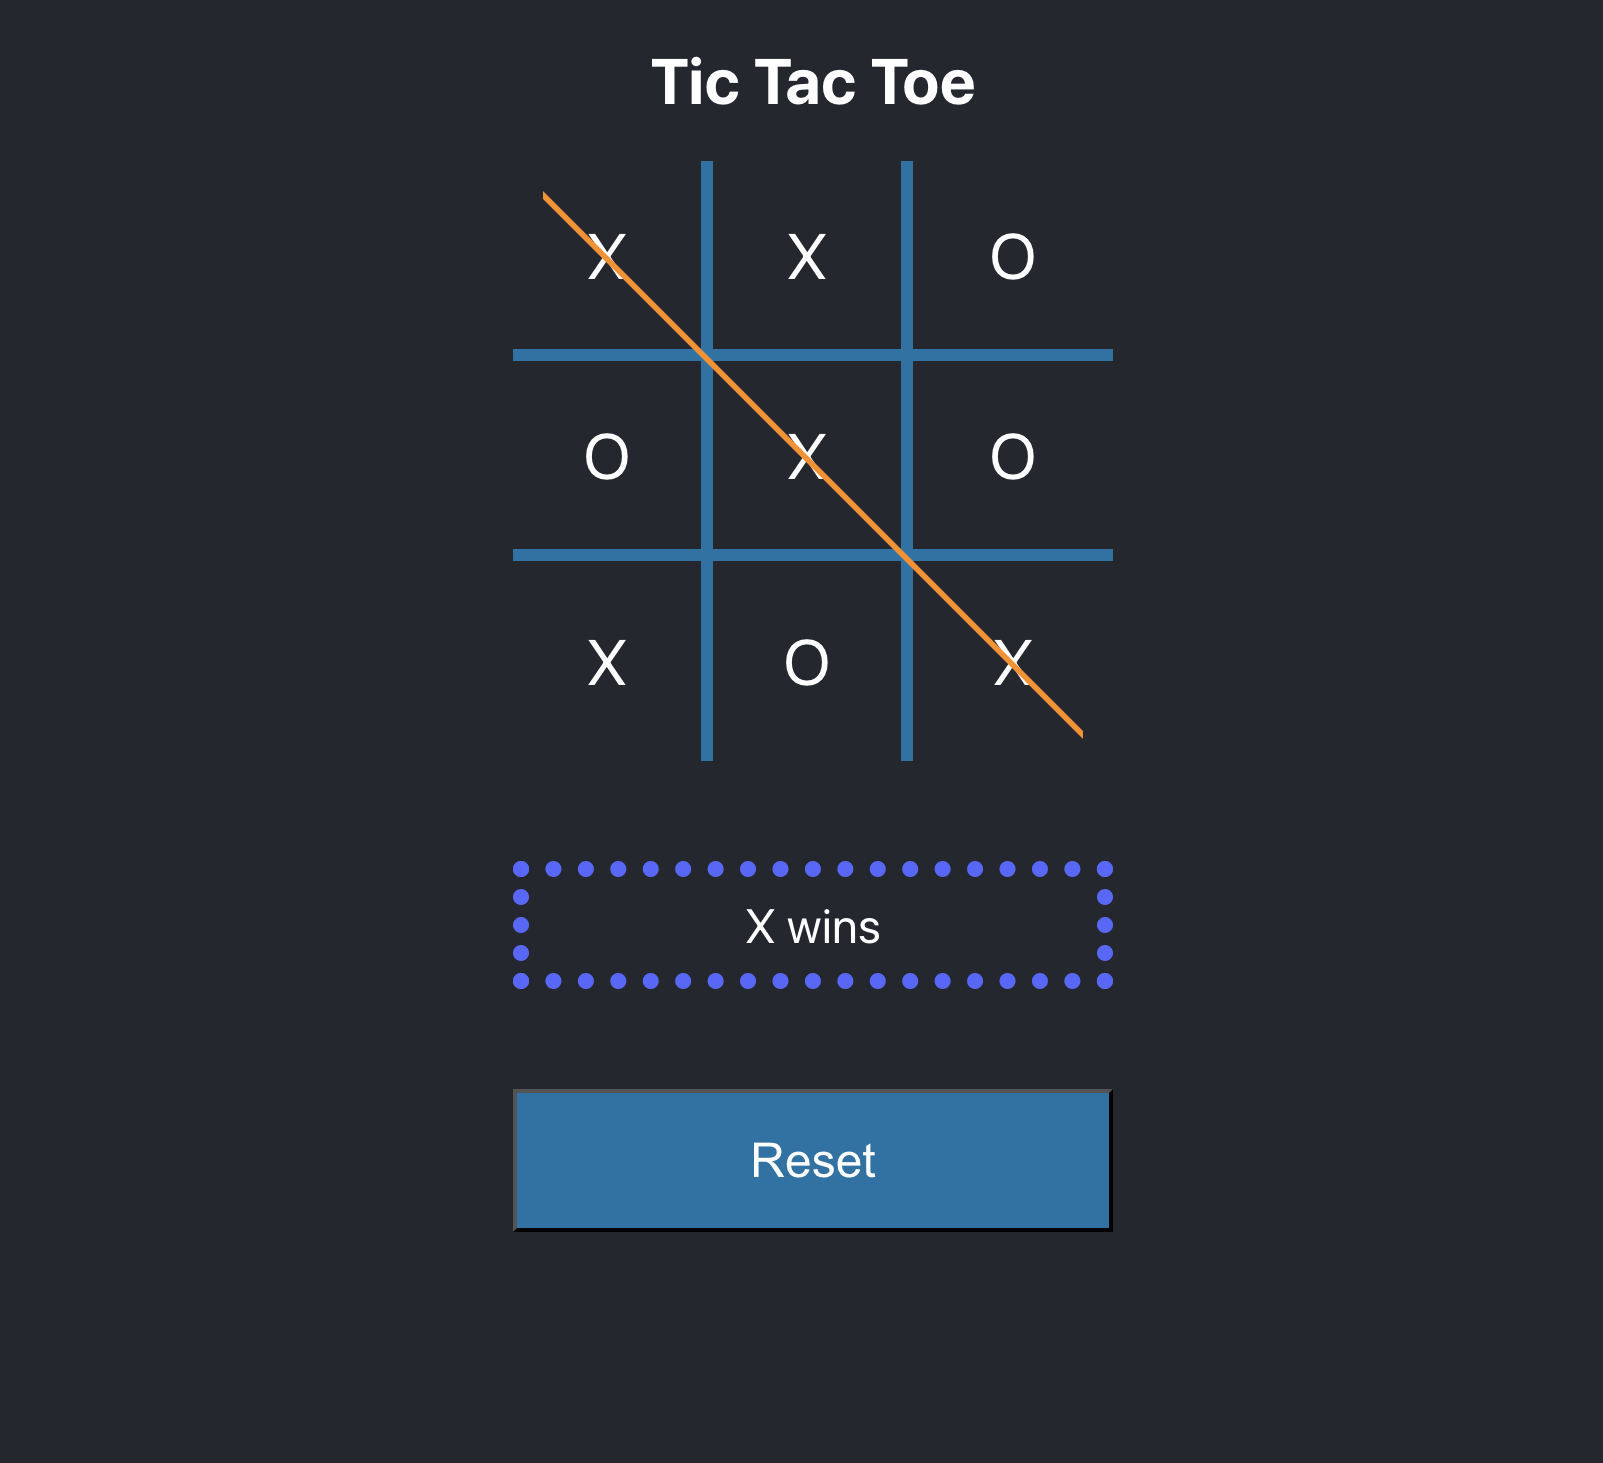 Tic Tac Toe
X X O
O X O
X O X
X wins
Reset